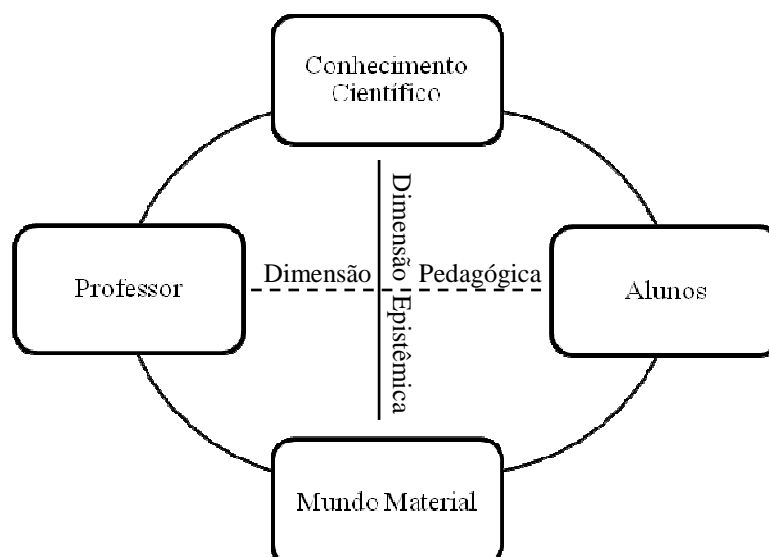 Conhecimento
Científico
Professor
Dimensão Pedagógica
Dimensão Epistêmica
Alunos
Mundo Material